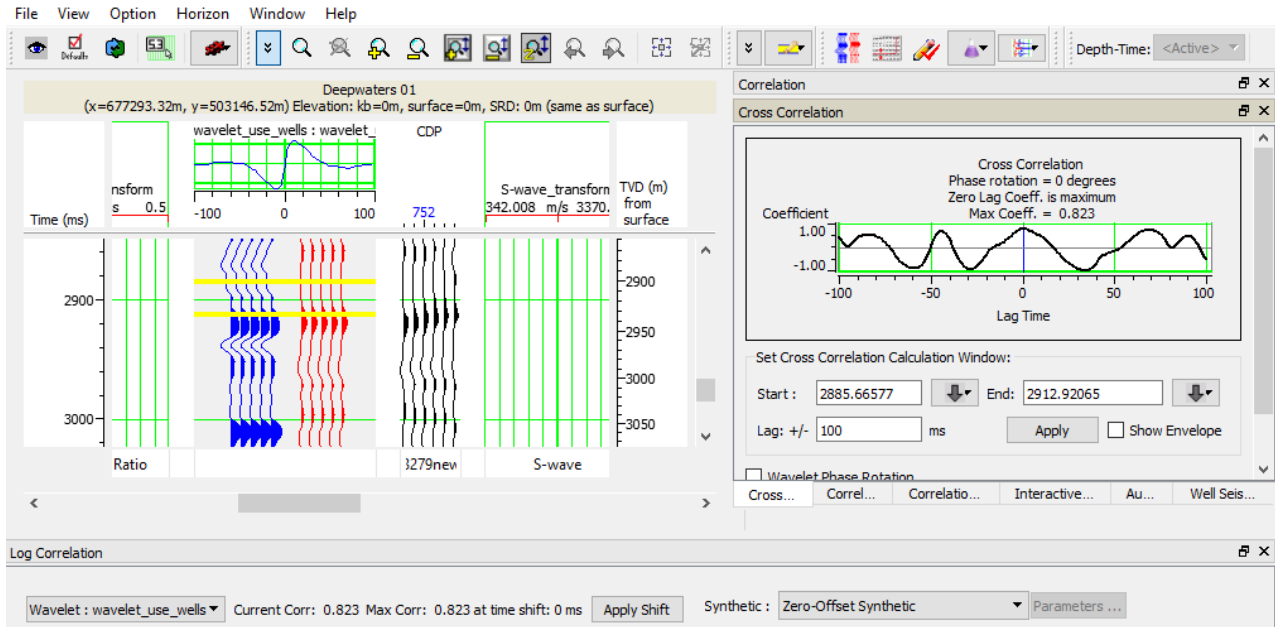 File View Option Horizon Window Help
Defaults
5.3
Depth-Time: <Active>
Deepwaters 01
(x=677293.32m, y=503146.52m) Elevation: kb=0m, surface=0m, SRD: 0m (same as surface)
wavelet_use_wells : wavelet_
CDP
nsform
s 0.5
-100 0 100
752
S-wave_transform
342.008 m/s 3370.
TVD (m)
from
surface
Time (ms)
2900
3000
2900
2950
3000
3050
Ratio
3279new
S-wave
Correlation
Cross Correlation
Cross Correlation
Phase rotation = 0 degrees
Zero Lag Coeff. is maximum
Max Coeff. = 0.823
Coefficient
1.00
-1.00
-100 -50 0 50 100
Lag Time
Set Cross Correlation Calculation Window:
Start : 2885.66577 End: 2912.92065
Lag: +/- 100 ms Apply Show Envelope
Wavelet Phase Rotation
Cross... Correl... Correlatio... Interactive... Au... Well Seis...
Log Correlation
Wavelet : wavelet_use_wells Current Corr: 0.823 Max Corr: 0.823 at time shift: 0 ms Apply Shift Synthetic : Zero-Offset Synthetic Parameters ...